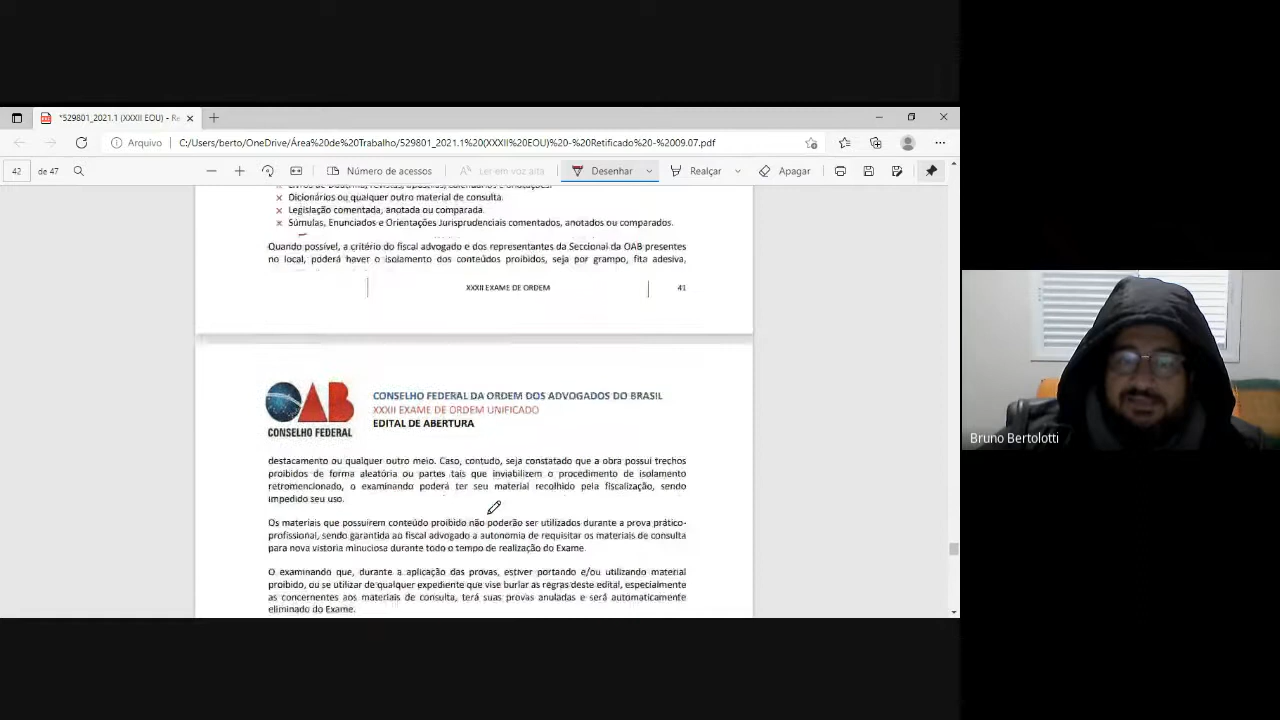 *529801_2021.1 (XXXII EOU) - Re
Arquivo
C:/Users/berto/OneDrive/Área%20de%20Trabalho/529801_2021.1%20(XXXII%20EOU)%20-%20Retificado%20-%2009.07.pdf
42 de 47
Número de acessos
Ler em voz alta
Desenhar
Realçar
Apagar
Livros de Doutrina, revistas, apostilas, calendários e anotações.
Dicionários ou qualquer outro material de consulta.
Legislação comentada, anotada ou comparada.
Súmulas, Enunciados e Orientações Jurisprudenciais comentados, anotados ou comparados.
Quando possível, a critério do fiscal advogado e dos representantes da Seccional da OAB presentes
no local, poderá haver o isolamento dos conteúdos proibidos, seja por grampo, fita adesiva,
XXXII EXAME DE ORDEM
41
OAB
CONSELHO FEDERAL
CONSELHO FEDERAL DA ORDEM DOS ADVOGADOS DO BRASIL
XXXII EXAME DE ORDEM UNIFICADO
EDITAL DE ABERTURA
destacamento ou qualquer outro meio. Caso, contudo, seja constatado que a obra possui trechos
proibidos de forma aleatória ou partes tais que inviabilizem o procedimento de isolamento
retromencionado, o examinando poderá ter seu material recolhido pela fiscalização, sendo
impedido seu uso.
Os materiais que possuírem conteúdo proibido não poderão ser utilizados durante a prova prático-
profissional, sendo garantida ao fiscal advogado a autonomia de requisitar os materiais de consulta
para nova vistoria minuciosa durante todo o tempo de realização do Exame.
O examinando que, durante a aplicação das provas, estiver portando e/ou utilizando material
proibido, ou se utilizar de qualquer expediente que vise burlar as regras deste edital, especialmente
as concernentes aos materiais de consulta, terá suas provas anuladas e será automaticamente
eliminado do Exame.
Bruno Bertolotti